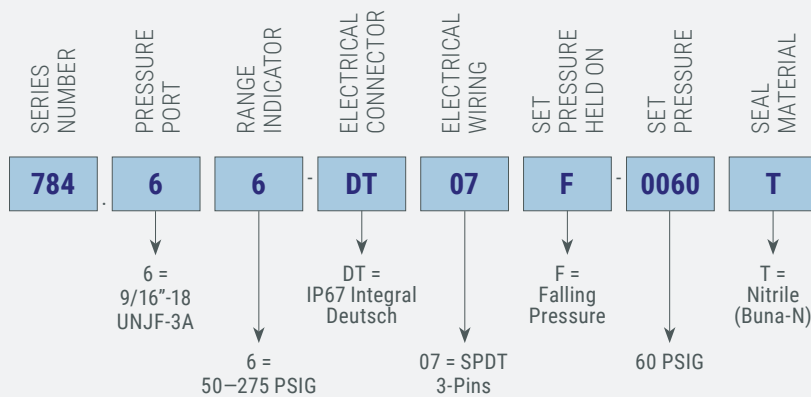 SERIES
NUMBER
PRESSURE
PORT
RANGE
INDICATOR
ELECTRICAL
CONNECTOR
ELECTRICAL
WIRING
SET
PRESSURE
HELD ON
SET
PRESSURE
SEAL
MATERIAL
784 . 6 6 - DT 07 F - 0060 T
6 =
9/16”-18
UNJF-3A
DT =
IP67 Integral
Deutsch
F =
Falling
Pressure
T =
Nitrile
(Buna-N)
6 =
50—275 PSIG
07 = SPDT
3-Pins
60 PSIG